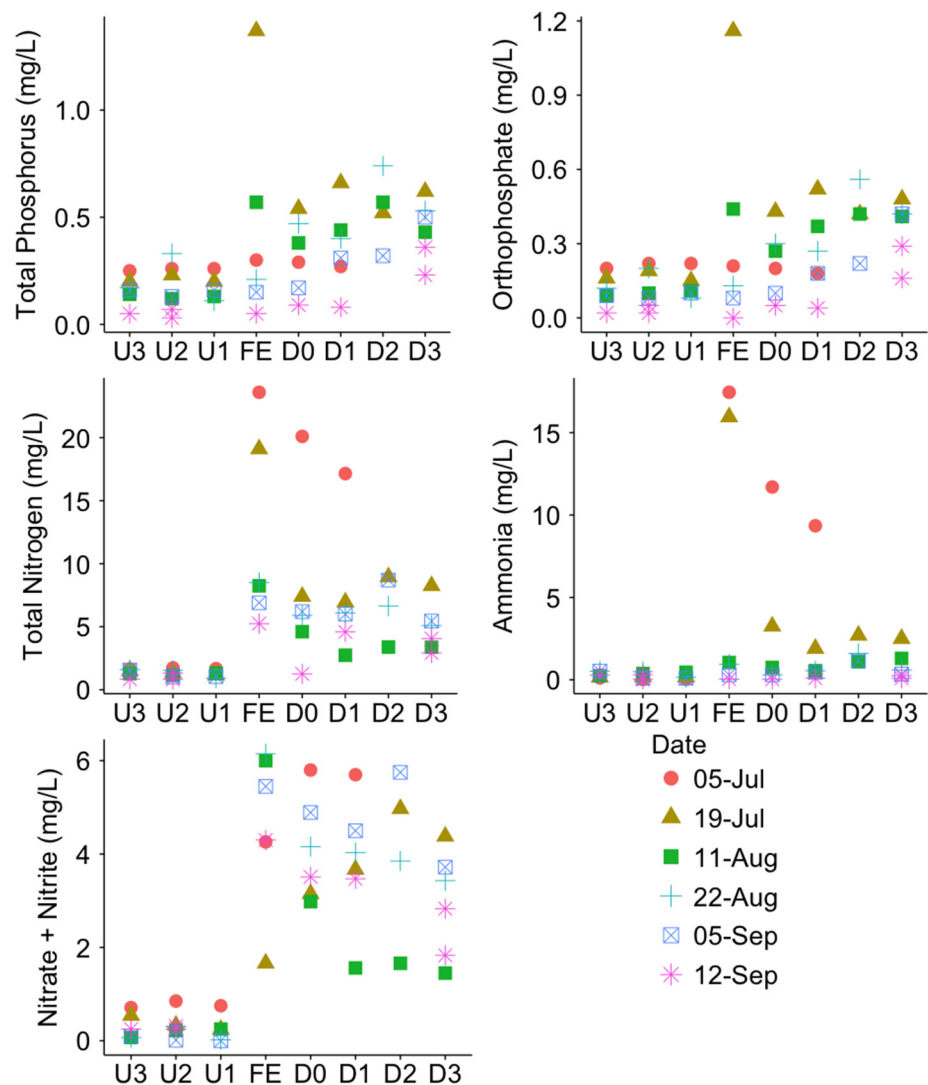 Total Phosphorus (mg/L)
1.0
0.5
0.0
U3 U2 U1 FE D0 D1 D2 D3
Orthophosphate (mg/L)
1.2
0.9
0.6
0.3
0.0
U3 U2 U1 FE D0 D1 D2 D3
Total Nitrogen (mg/L)
20
15
10
5
0
U3 U2 U1 FE D0 D1 D2 D3
Ammonia (mg/L)
15
10
5
0
U3 U2 U1 FE D0 D1 D2 D3
Nitrate + Nitrite (mg/L)
6
4
2
0
U3 U2 U1 FE D0 D1 D2 D3
Date
05-Jul
19-Jul
11-Aug
22-Aug
05-Sep
12-Sep